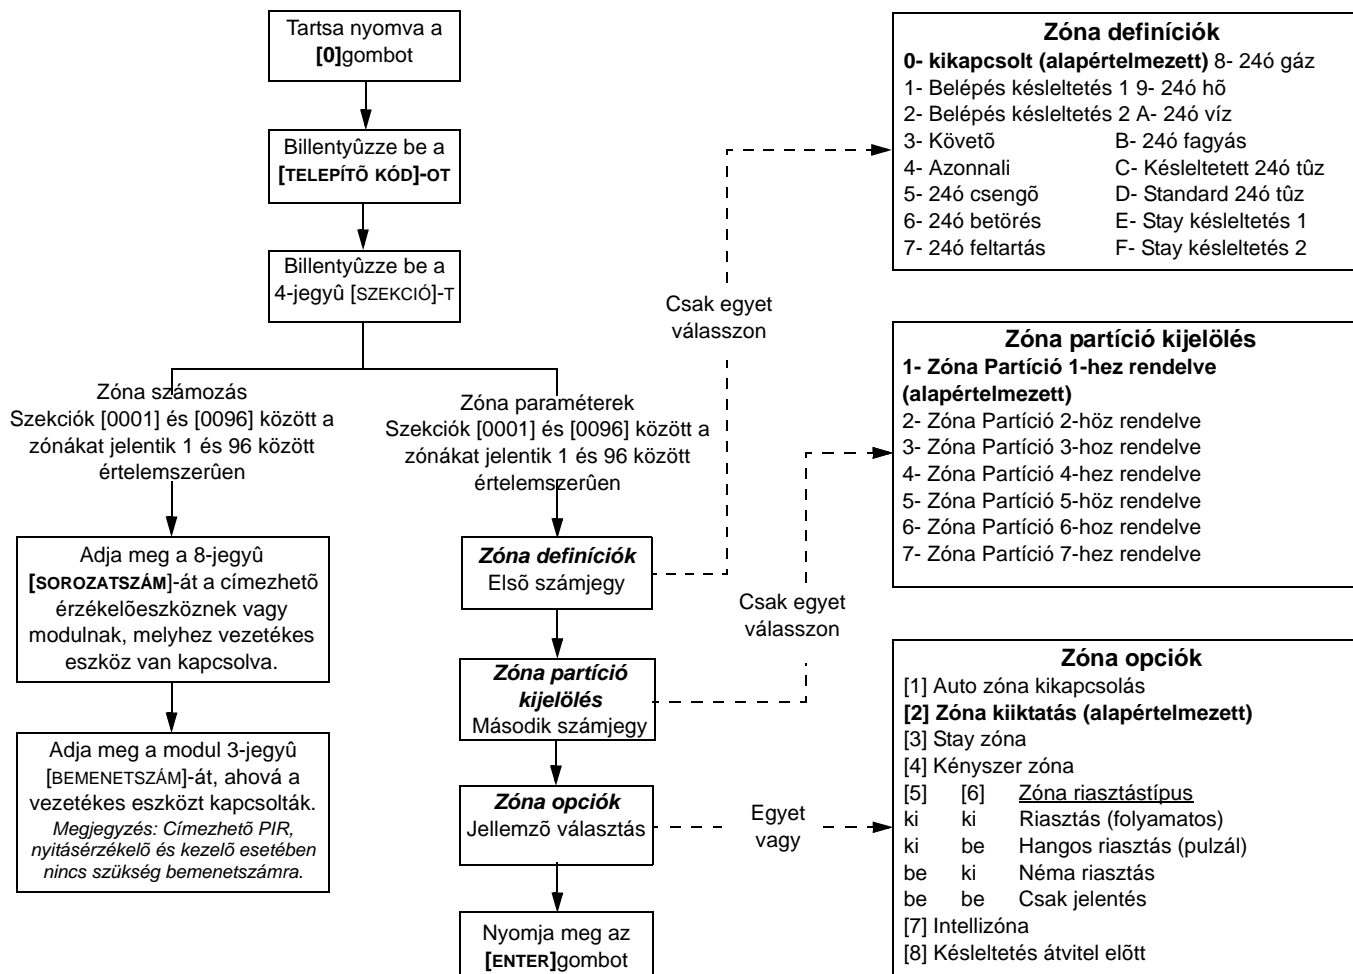 Tartsa nyomva a
[0]gombot
Billentyûzze be a
[TELEPÍTÕ KÓD]-OT
Billentyûzze be a
4-jegyû [SZEKCIÓ]-T
Zóna számozás
Szekciók [0001] és [0096] között a
zónákat jelentik 1 és 96 között
értelemszerûen
Adja meg a 8-jegyû
[SOROZATSZÁM]-át a címezhetõ
érzékelõeszköznek vagy
modulnak, melyhez vezetékes
eszköz van kapcsolva.
Adja meg a modul 3-jegyû
[BEMENETSZÁM]-át, ahová a
vezetékes eszközt kapcsolták.
Megjegyzés: Címezhetõ PIR,
nyitásérzékelõ és kezelõ esetében
nincs szükség bemenetszámra.
Zóna paraméterek
Szekciók [0001] és [0096] között a
zónákat jelentik 1 és 96 között
értelemszerûen
Zóna definíciók
Elsõ számjegy
Zóna partíció
kijelölés
Második számjegy
Zóna opciók
Jellemzõ választás
Nyomja meg az
[ENTER]gombot
Csak egyet
válasszon
Csak egyet
válasszon
Egyet
vagy
Zóna definíciók
0- kikapcsolt (alapértelmezett) 8- 24ó gáz
1- Belépés késleltetés 1 9- 24ó hõ
2- Belépés késleltetés 2 A- 24ó víz
3- Követõ B- 24ó fagyás
4- Azonnali C- Késleltetett 24ó tûz
5- 24ó csengõ D- Standard 24ó tûz
6- 24ó betörés E- Stay késleltetés 1
7- 24ó feltartás F- Stay késleltetés 2
Zóna partíció kijelölés
1- Zóna Partíció 1-hez rendelve
(alapértelmezett)
2- Zóna Partíció 2-höz rendelve
3- Zóna Partíció 3-hoz rendelve
4- Zóna Partíció 4-hez rendelve
5- Zóna Partíció 5-höz rendelve
6- Zóna Partíció 6-hoz rendelve
7- Zóna Partíció 7-hez rendelve
Zóna opciók
[1] Auto zóna kikapcsolás
[2] Zóna kiiktatás (alapértelmezett)
[3] Stay zóna
[4] Kényszer zóna
[5] [6] Zóna riasztástípus
ki ki Riasztás (folyamatos)
ki be Hangos riasztás (pulzál)
be ki Néma riasztás
be be Csak jelentés
[7] Intellizóna
[8] Késleltetés átvitel elõtt